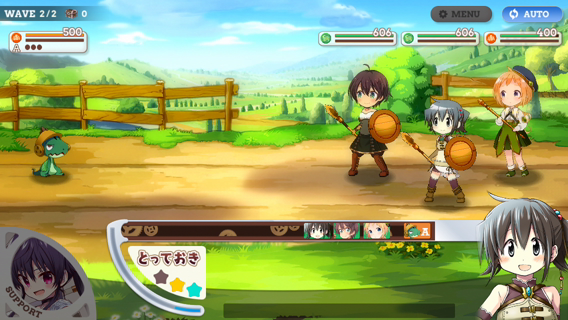 WAVE 2/2 0
MENU
AUTO
500
A
606
606
400
A
とっておき
SUPPORT